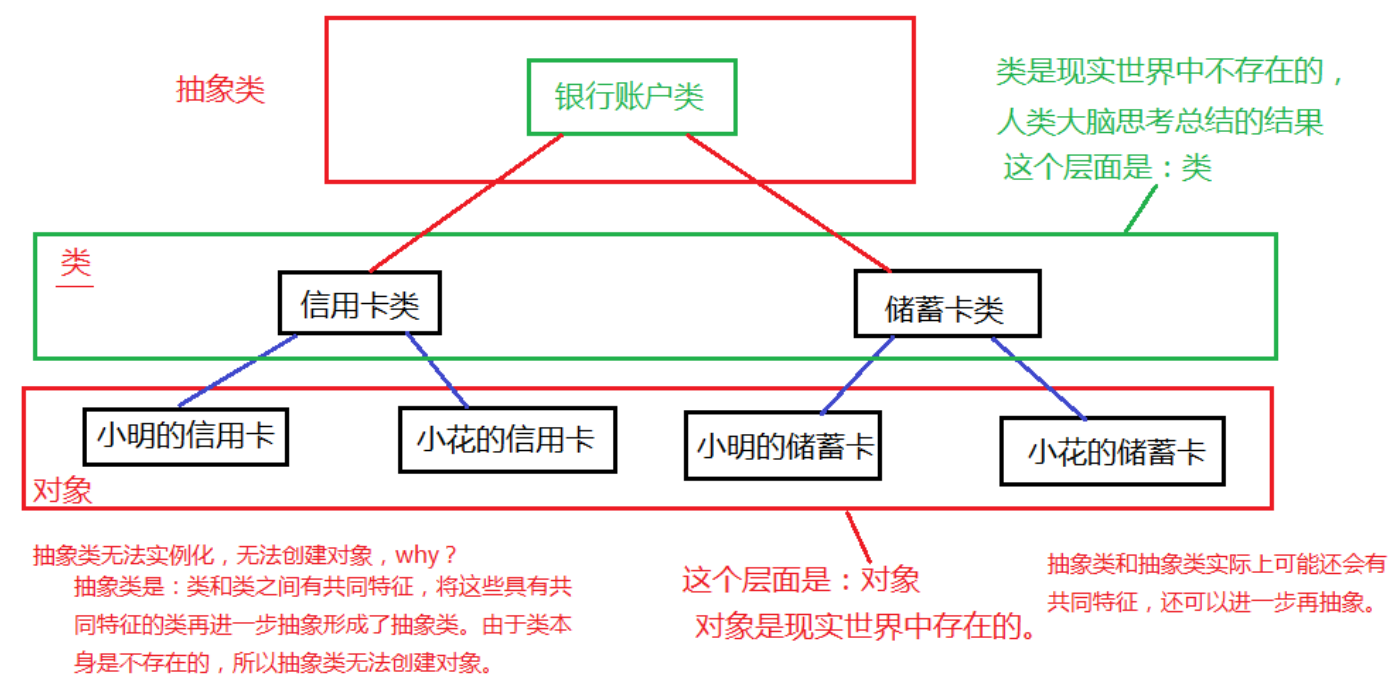 抽象类
银行账户类
类是现实世界中不存在的，
人类大脑思考总结的结果
这个层面是：类
类
信用卡类
储蓄卡类
小明的信用卡
小花的信用卡
小明的储蓄卡
小花的储蓄卡
对象
抽象类无法实例化，无法创建对象，why？
抽象类是：类和类之间有共同特征，将这些具有共
同特征的类再进一步抽象形成了抽象类。由于类本
身是不存在的，所以抽象类无法创建对象。
这个层面是：对象
对象是现实世界中存在的。
抽象类和抽象类实际上可能还会有
共同特征，还可以进一步再抽象。